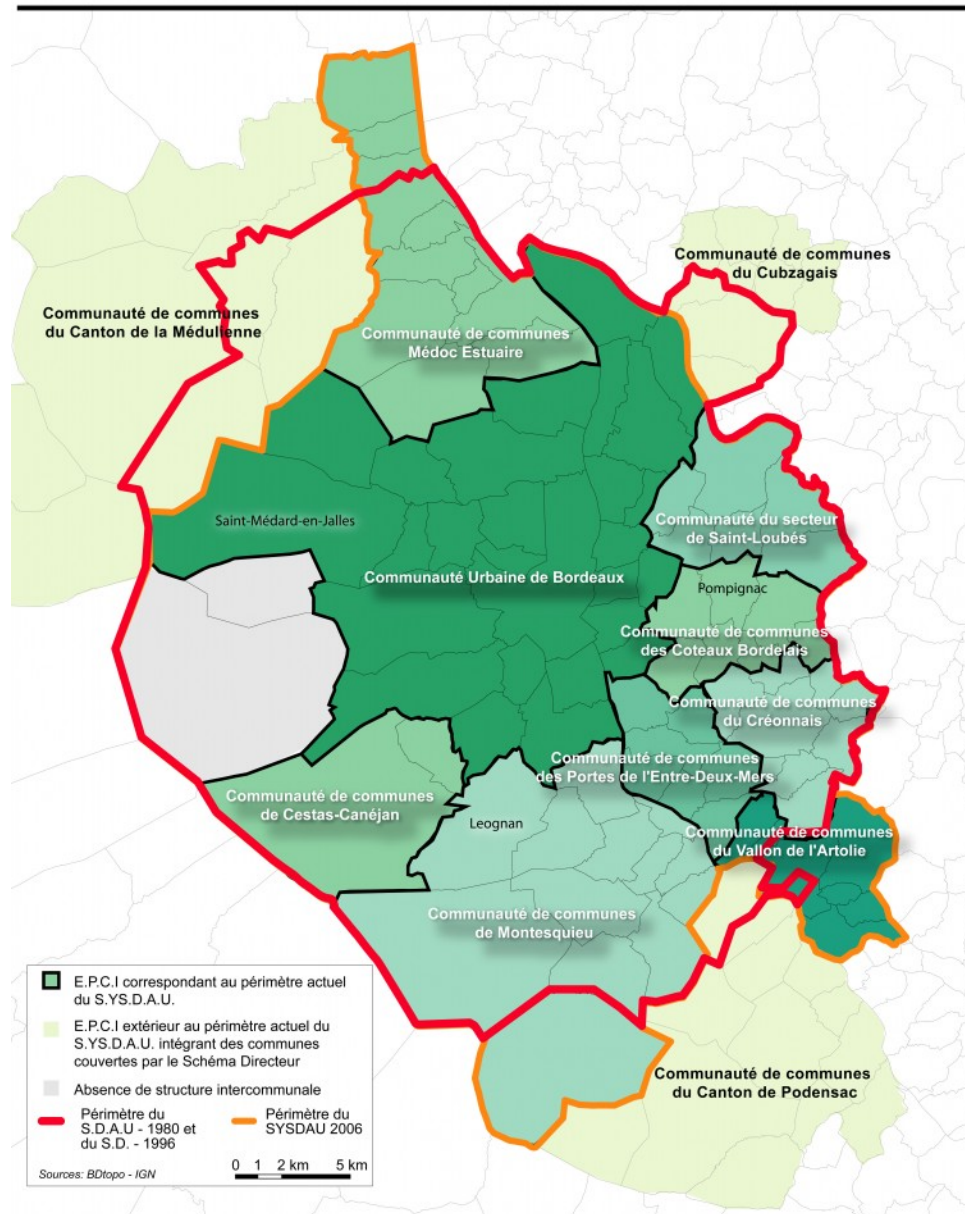 Communauté de communes
du Cubzagais
Communauté de communes
du Canton de la Médulienne
Communauté de communes
Médoc Estuaire
Saint-Médard-en-Jalles
Communauté du secteur
de Saint-Loubés
Communauté Urbaine de Bordeaux
Pompignac
Communauté de communes
des Coteaux Bordelais
Communauté de communes
du Créonnais
Communauté de communes
des Portes de l'Entre-Deux-Mers
Communauté de communes
de Cestas-Canéjan
Leognan
Communauté de communes
du Vallon de l'Artolie
Communauté de communes
de Montesquieu
Communauté de communes
du Canton de Podensac
E.P.C.I correspondant au périmètre actuel
du S.YS.D.A.U.
E.P.C.I extérieur au périmètre actuel du
S.YS.D.A.U. intégrant des communes
couvertes par le Schéma Directeur
Absence de structure intercommunale
Périmètre du
S.D.A.U - 1980 et
du S.D. - 1996
Périmètre du
SYSDAU 2006
Sources: BDtopo - IGN
0 1 2 km 5 km